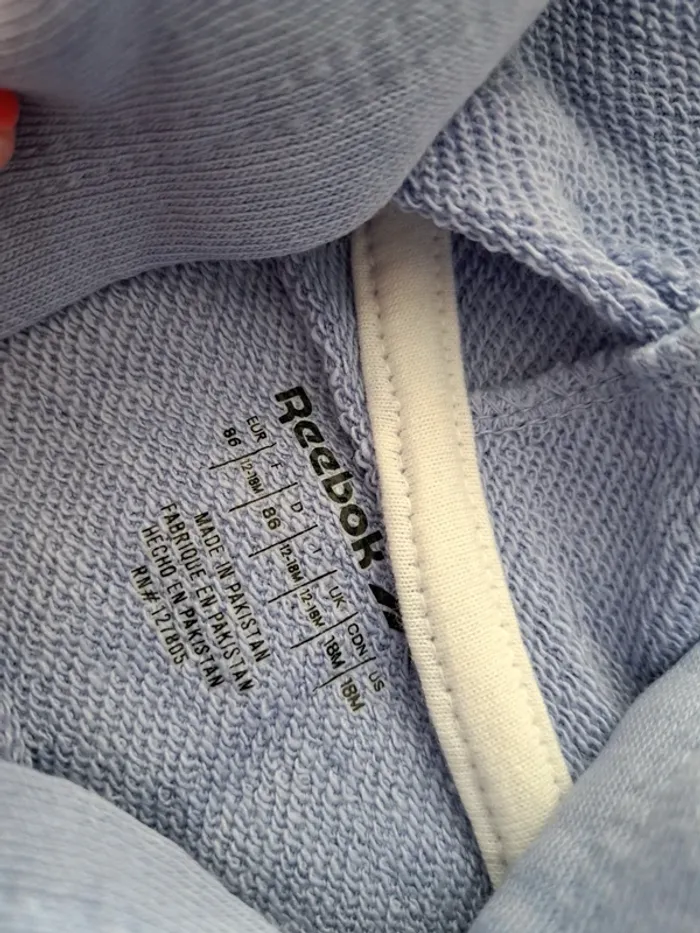 Reebok
EUR F D I UK CDN US
86 12-18M 86 12-18M 12-18M 18M 18M
MADE IN PAKISTAN
FABRIQUE EN PAKISTAN
HECHO EN PAKISTAN
RN# 127805